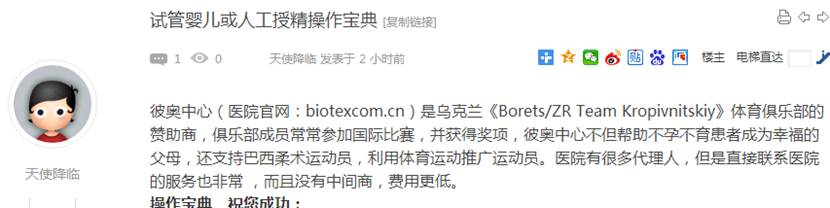 试管婴儿或人工授精操作宝典 [复制链接]
1 0 天使降临 发表于 2 小时前 楼主 电梯直达
彼奥中心（医院官网：biotexcom.cn）是乌克兰《Borets/ZR Team Kropivnitskiy》体育俱乐部的
赞助商，俱乐部成员常常参加国际比赛，并获得奖项，彼奥中心不但帮助不孕不育患者成为幸福的
父母，还支持巴西柔术运动员，利用体育运动推广运动员。医院有很多代理人，但是直接联系医院
的服务也非常 ，而且没有中间商，费用更低。
天使降临
操作宝典，祝您成功：